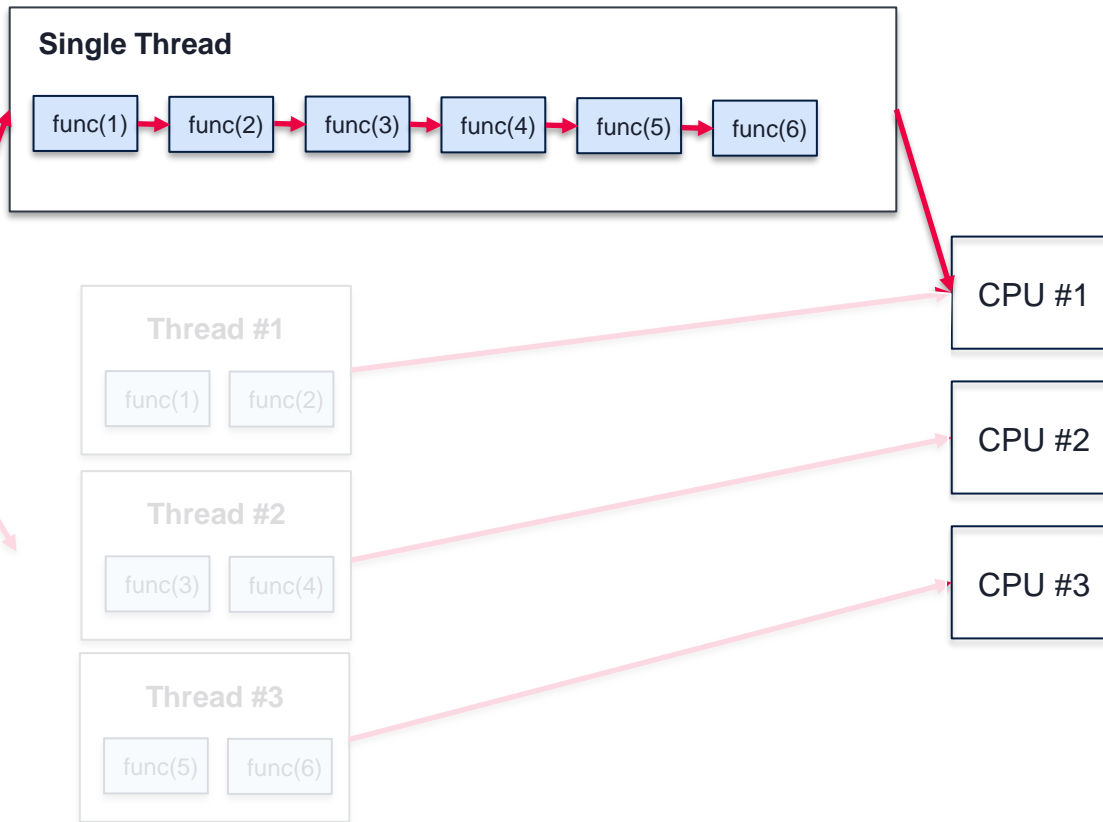 Single Thread
func(1) func(2) func(3) func(4) func(5) func(6)
CPU #1
Thread #1
func(1) func(2)
CPU #2
Thread #2
func(3) func(4)
CPU #3
Thread #3
func(5) func(6)